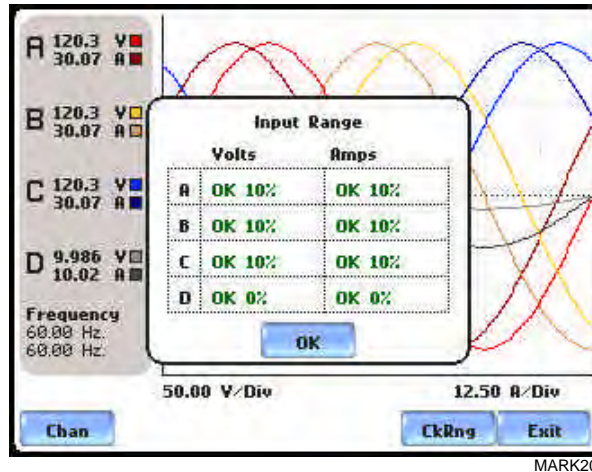 A 120.3 V
30.07 A
B 120.3 V
30.07 A
C 120.3 V
30.07 A
D 9.986 V
10.02 A
Frequency
60.00 Hz.
60.00 Hz.
Input Range
Volts Amps
A OK 10% OK 10%
B OK 10% OK 10%
C OK 10% OK 10%
D OK 0% OK 0%
OK
50.00 V/Div 12.50 A/Div
Chan CkRng Exit
MARK20